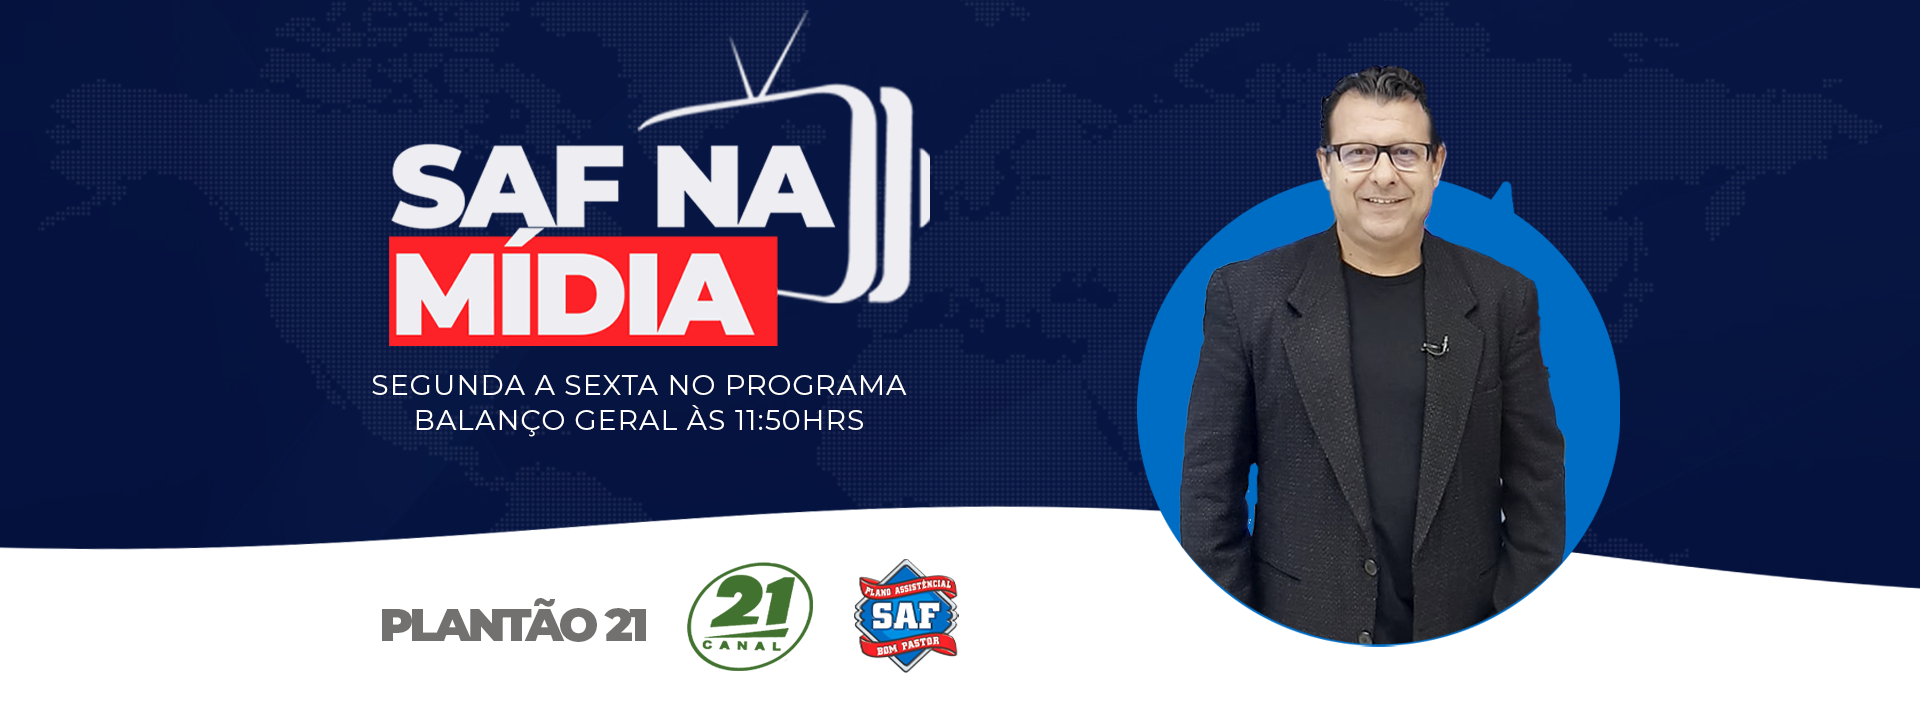 SAF NA
MÍDIA
SEGUNDA A SEXTA NO PROGRAMA
BALANÇO GERAL ÀS 11:50HRS
PLANTÃO 21
21
CANAL
PLANO ASSISTÊNCIAL
SAF
BOM PASTOR